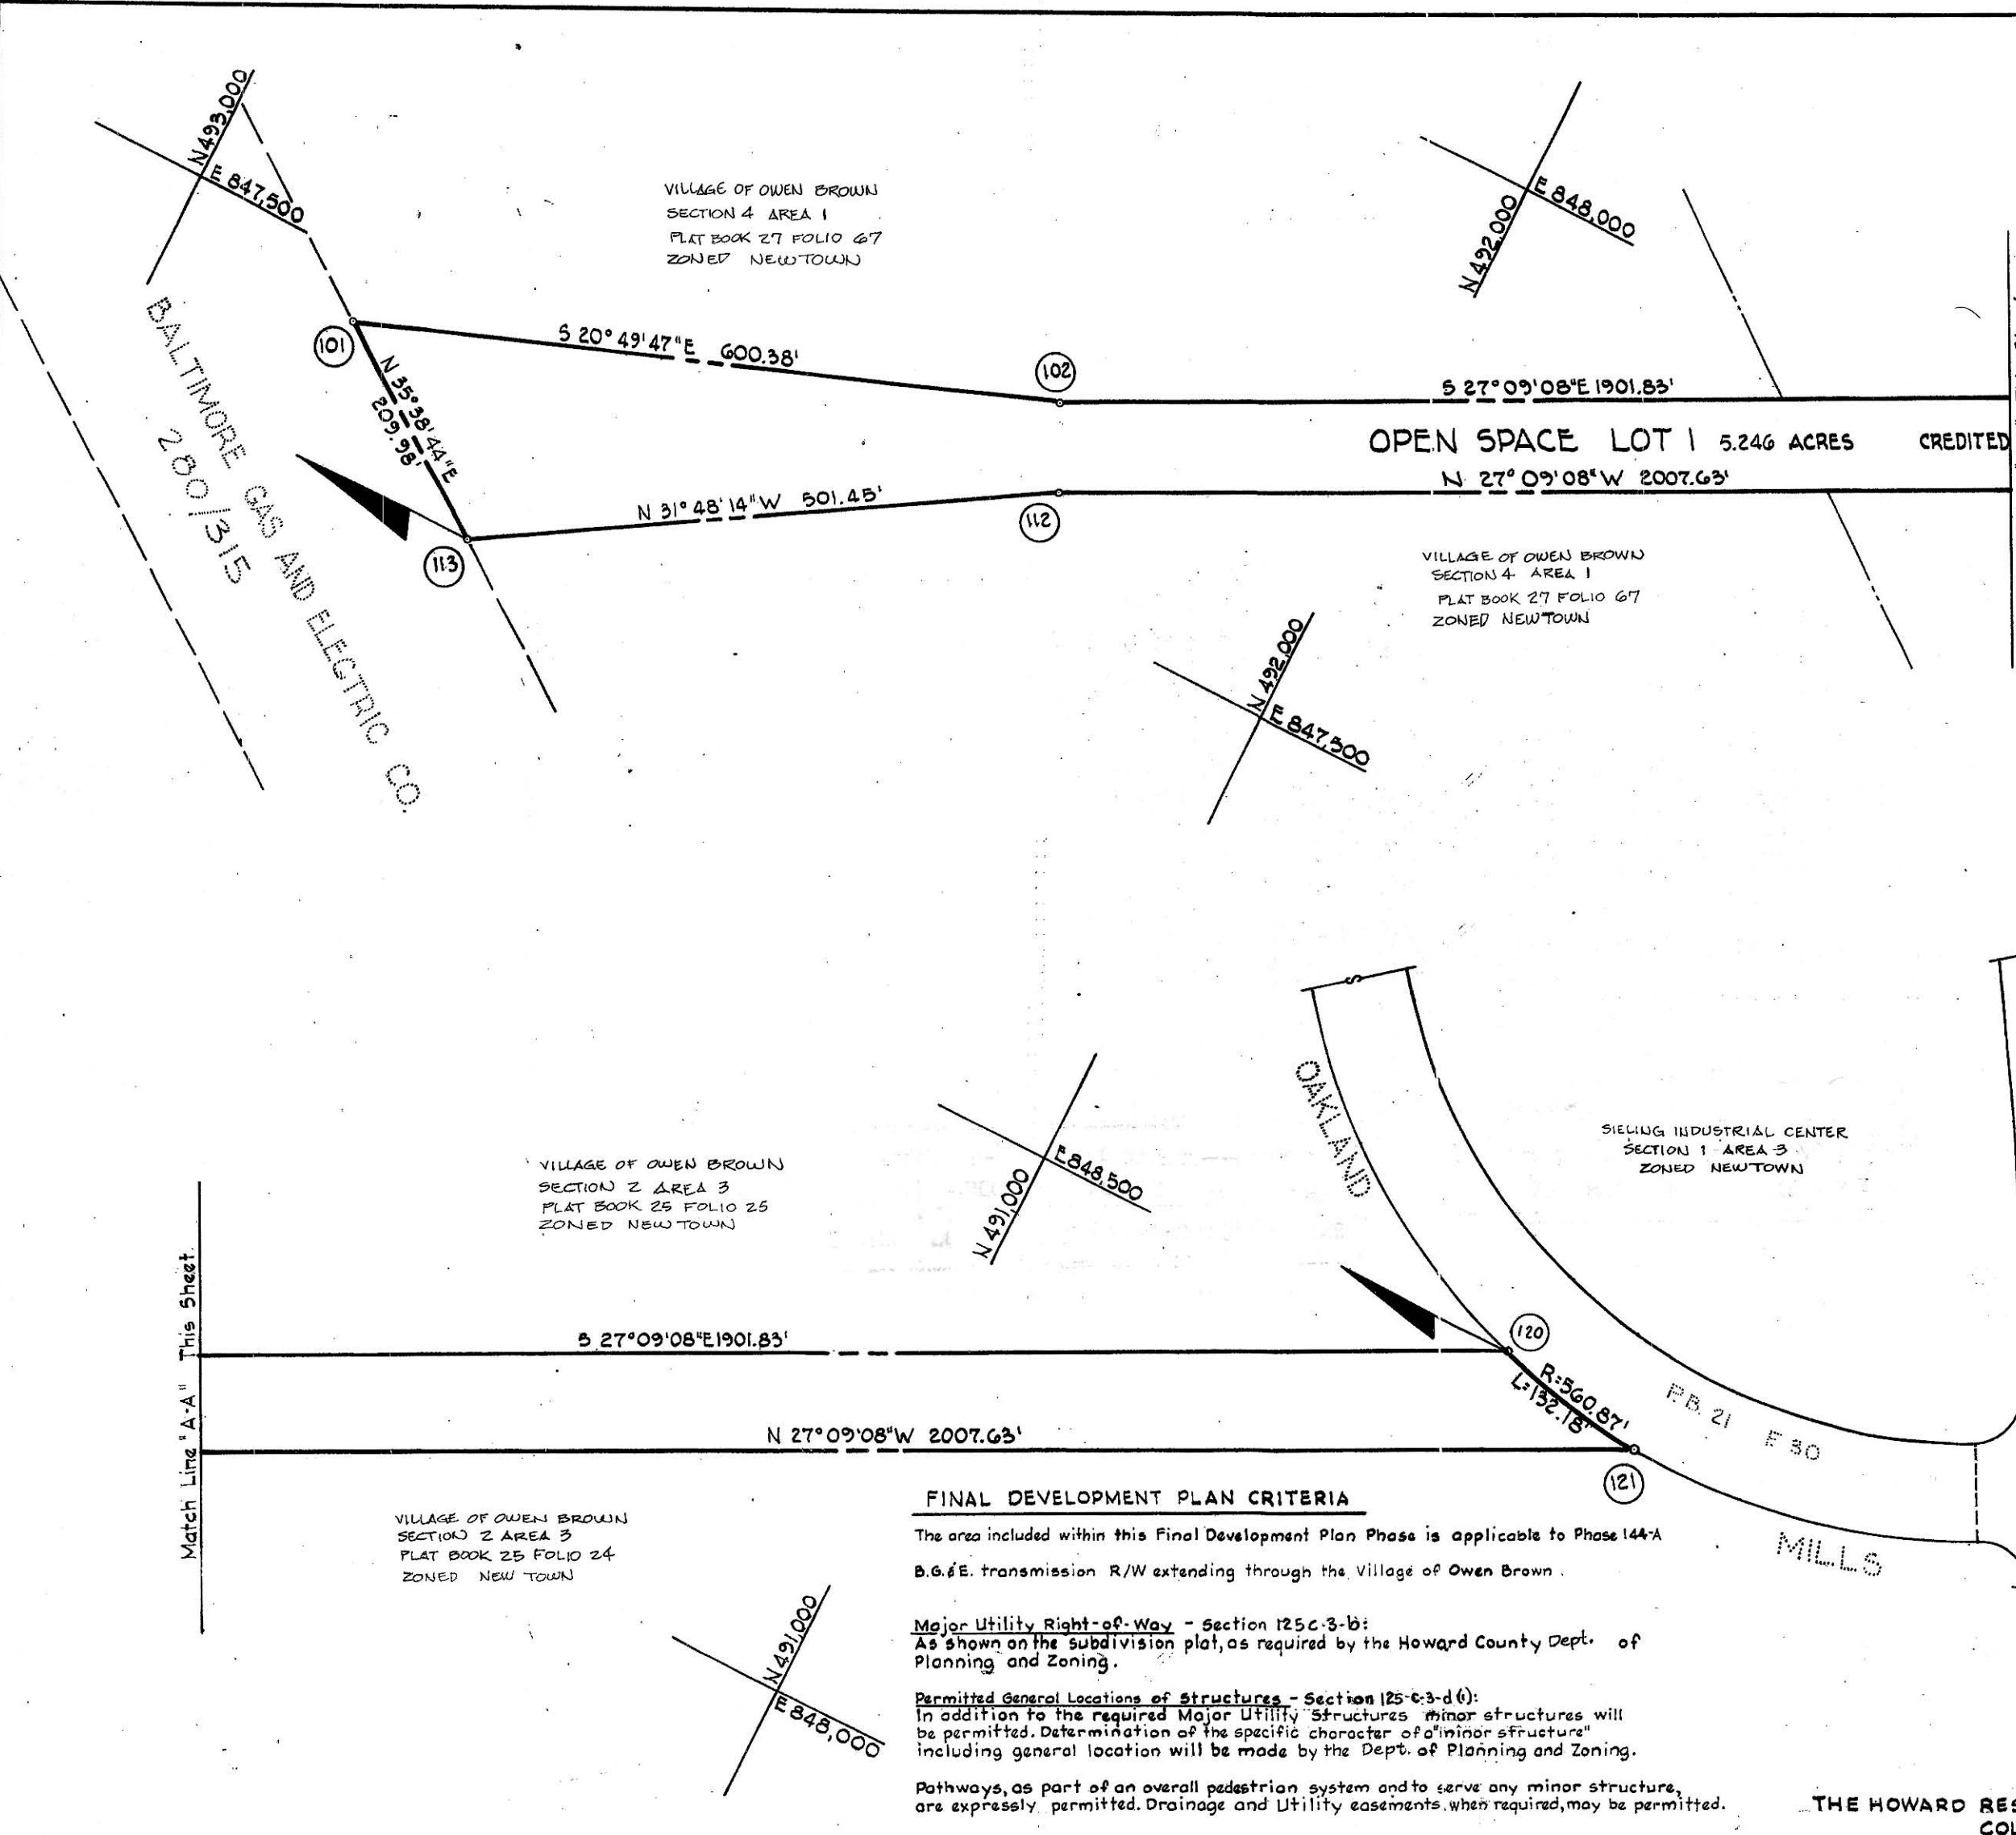 N 493,000
E 847,500
VILLAGE OF OWEN BROWN
SECTION 4 AREA 1
PLAT BOOK 27 FOLIO 67
ZONED NEWTOWN
N 492,000
E 848,000
BALTIMORE GAS AND ELECTRIC CO.
280/315
101
S 20° 49' 47" E 600.38'
102
N 35° 38' 44" E
209.98'
S 27° 09' 08" E 1901.83'
OPEN SPACE LOT 1 5.246 ACRES CREDITED
N 27° 09' 08" W 2007.63'
N 31° 48' 14" W 501.45'
112
113
VILLAGE OF OWEN BROWN
SECTION 4 AREA 1
PLAT BOOK 27 FOLIO 67
ZONED NEWTOWN
N 492,000
E 847,500
OAKLAND
SIELING INDUSTRIAL CENTER
SECTION 1 AREA 3
ZONED NEWTOWN
VILLAGE OF OWEN BROWN
SECTION 2 AREA 3
PLAT BOOK 25 FOLIO 25
ZONED NEW TOWN
N 491,000
E 848,500
Match Line "A-A" This Sheet
S 27° 09' 08" E 1901.83'
120
R=560.87'
L=132.18'
P.B. 21 F 30
N 27° 09' 08" W 2007.63'
121
MILLS
VILLAGE OF OWEN BROWN
SECTION 2 AREA 3
PLAT BOOK 25 FOLIO 24
ZONED NEW TOWN
N 491,000
E 848,000
FINAL DEVELOPMENT PLAN CRITERIA
The area included within this Final Development Plan Phase is applicable to Phase 144-A
B.G.&E. transmission R/W extending through the Village of Owen Brown.
Major Utility Right-of-Way - Section 125C-3-b:
As shown on the subdivision plat, as required by the Howard County Dept. of
Planning and Zoning.
Permitted General Locations of Structures - Section 125-C-3-d(1):
In addition to the required Major Utility Structures minor structures will
be permitted. Determination of the specific character of a "minor structure"
including general location will be made by the Dept. of Planning and Zoning.
Pathways, as part of an overall pedestrian system and to serve any minor structure,
are expressly permitted. Drainage and Utility easements, when required, may be permitted.
THE HOWARD RES
COL